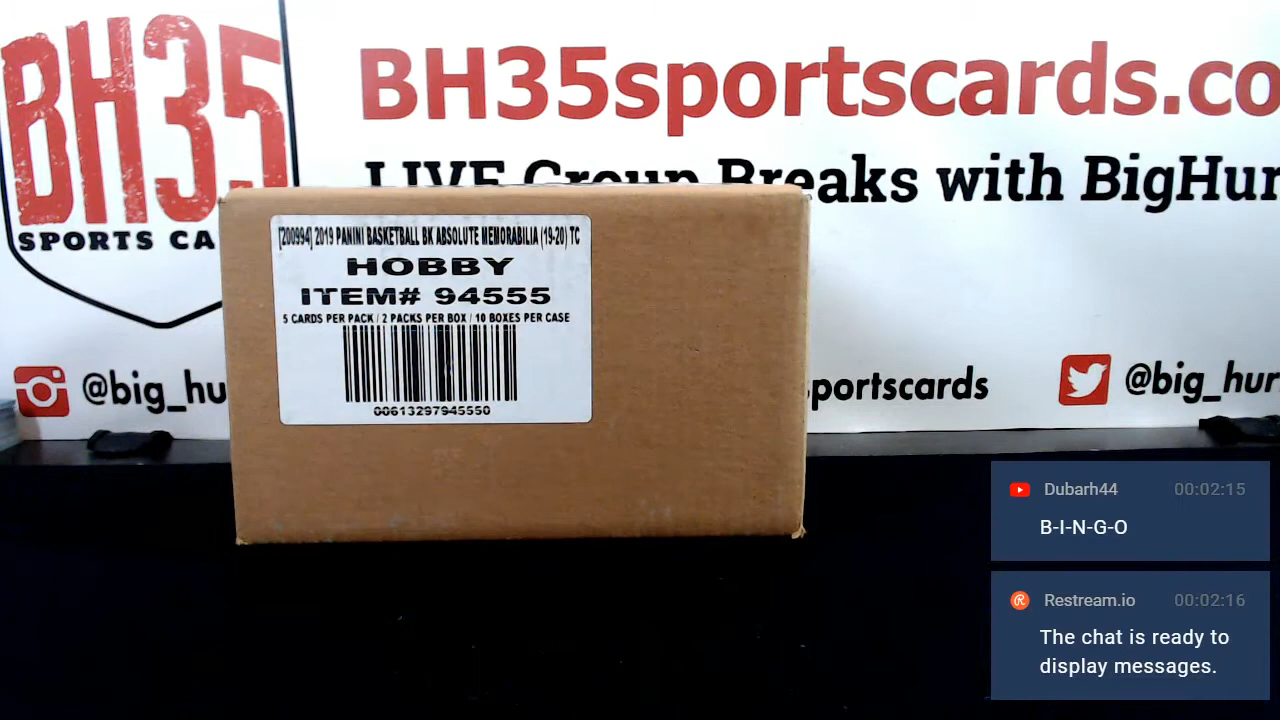 BH35
SPORTS CA
BH35sportscards.co
LIVE Group Breaks with BigHun
[200994] 2019 PANINI BASKETBALL BK ABSOLUTE MEMORABILIA (19-20) TC
HOBBY
ITEM# 94555
5 CARDS PER PACK / 2 PACKS PER BOX / 10 BOXES PER CASE
00613297945550
@big_hu
sportscards
@big_hur
Dubarh44 00:02:15
B-I-N-G-O
Restream.io 00:02:16
The chat is ready to
display messages.